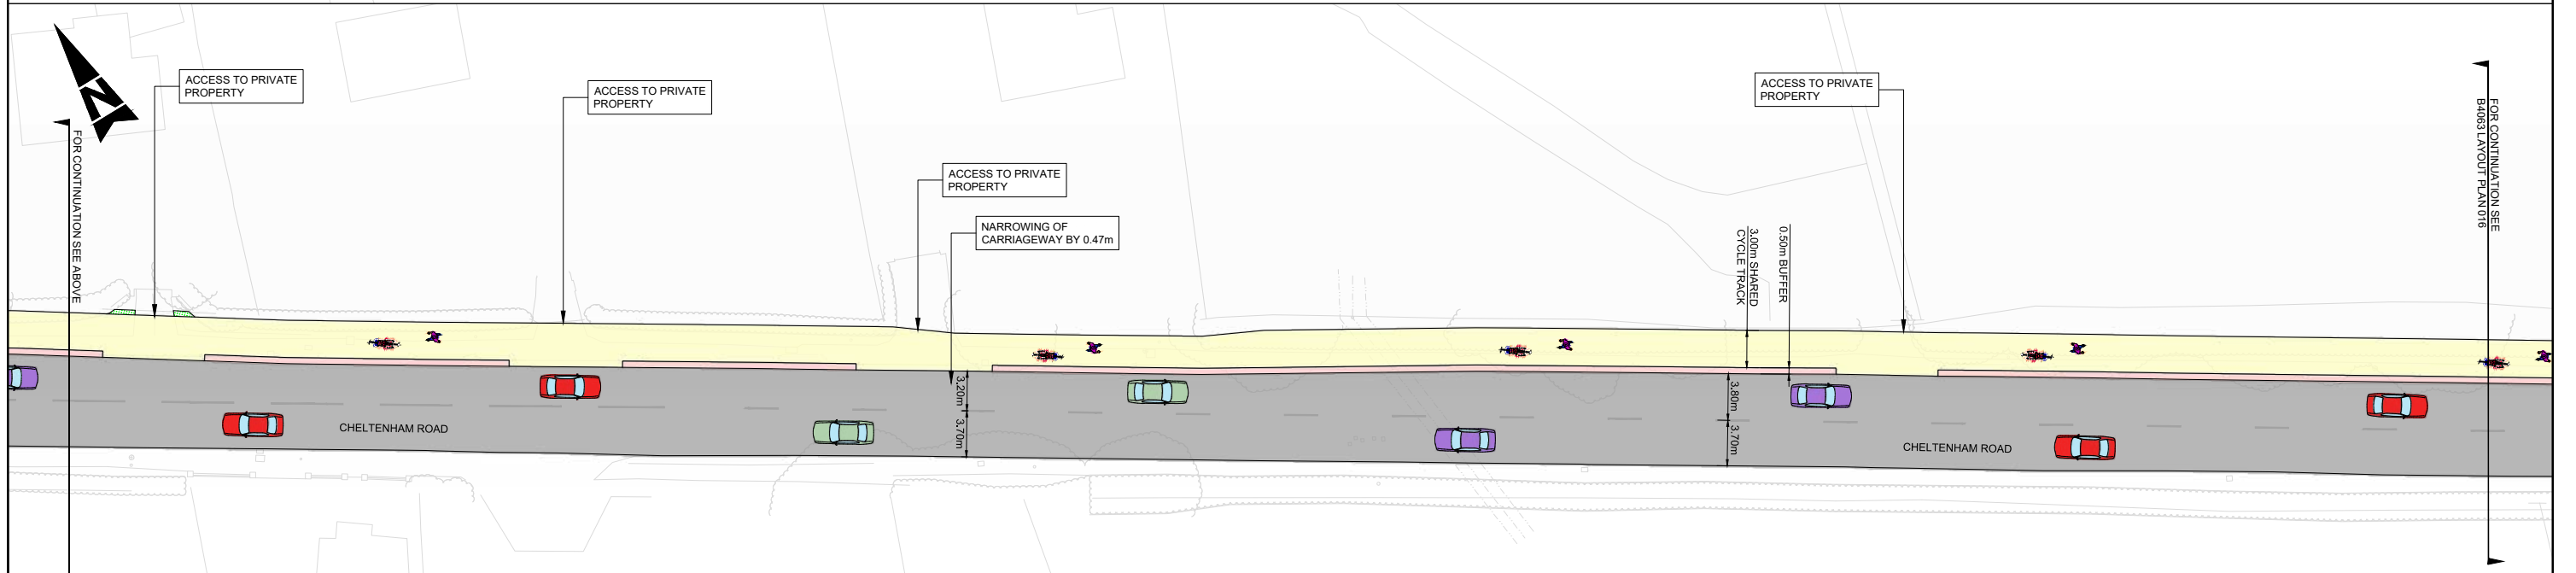 ACCESS TO PRIVATE
PROPERTY
ACCESS TO PRIVATE
PROPERTY
ACCESS TO PRIVATE
PROPERTY
NARROWING OF
CARRIAGEWAY BY 0.47m
ACCESS TO PRIVATE
PROPERTY
N
FOR CONTINUATION SEE ABOVE
3.00m SHARED
CYCLE TRACK
0.50m BUFFER
FOR CONTINUATION SEE
B4063 LAYOUT PLAN 016
3.20m
3.70m
3.80m
3.70m
CHELTENHAM ROAD
CHELTENHAM ROAD